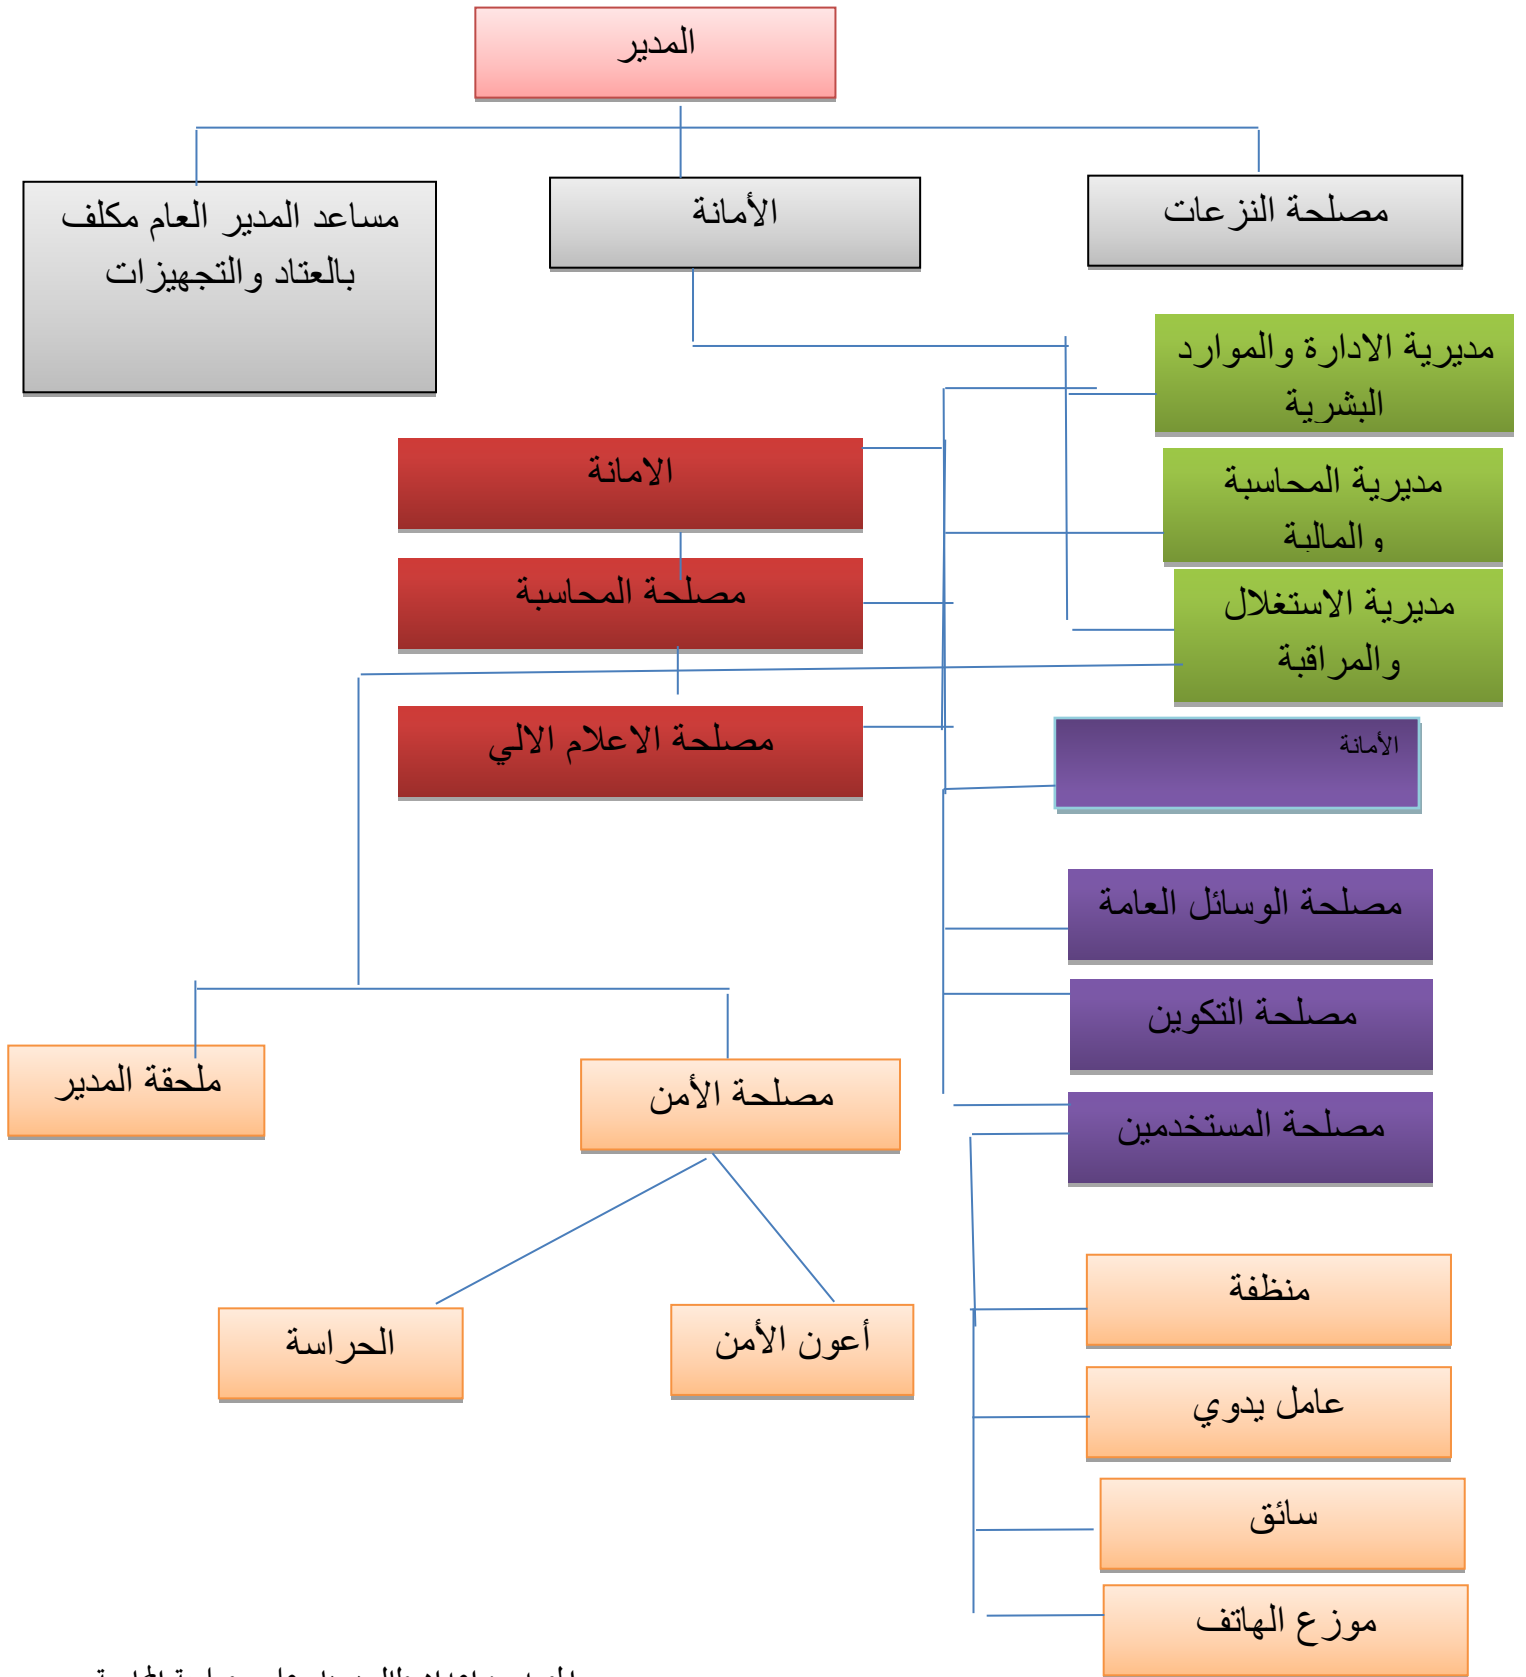 المدير
مصلحة النزعات
الأمانة
مساعد المدير العام مكلف
بالعتاد والتجهيزات
مديرية الادارة والموارد
البشرية
مديرية المحاسبة
والمالية
مديرية الاستغلال
والمراقبة
الامانة
مصلحة المحاسبة
مصلحة الاعلام الالي
الأمانة
مصلحة الوسائل العامة
مصلحة التكوين
مصلحة المستخدمين
ملحقة المدير
مصلحة الأمن
الحراسة
أعون الأمن
منظفة
عامل يدوي
سائق
موزع الهاتف